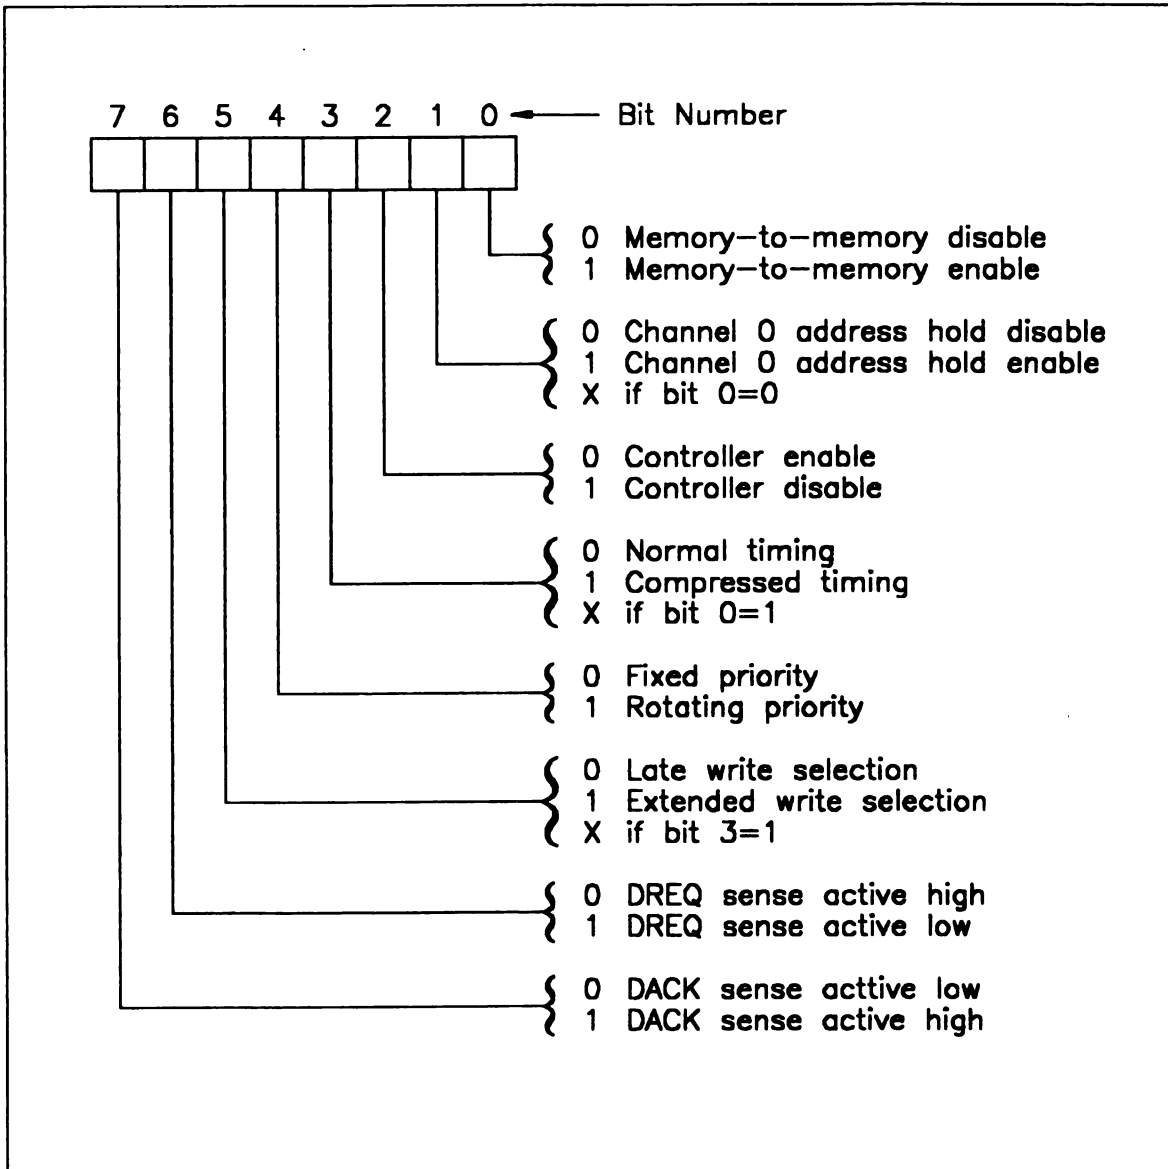 7 6 5 4 3 2 1 0 Bit Number
0 Memory-to-memory disable
1 Memory-to-memory enable
0 Channel 0 address hold disable
1 Channel 0 address hold enable
X if bit 0=0
0 Controller enable
1 Controller disable
0 Normal timing
1 Compressed timing
X if bit 0=1
0 Fixed priority
1 Rotating priority
0 Late write selection
1 Extended write selection
X if bit 3=1
0 DREQ sense active high
1 DREQ sense active low
0 DACK sense acttive low
1 DACK sense active high